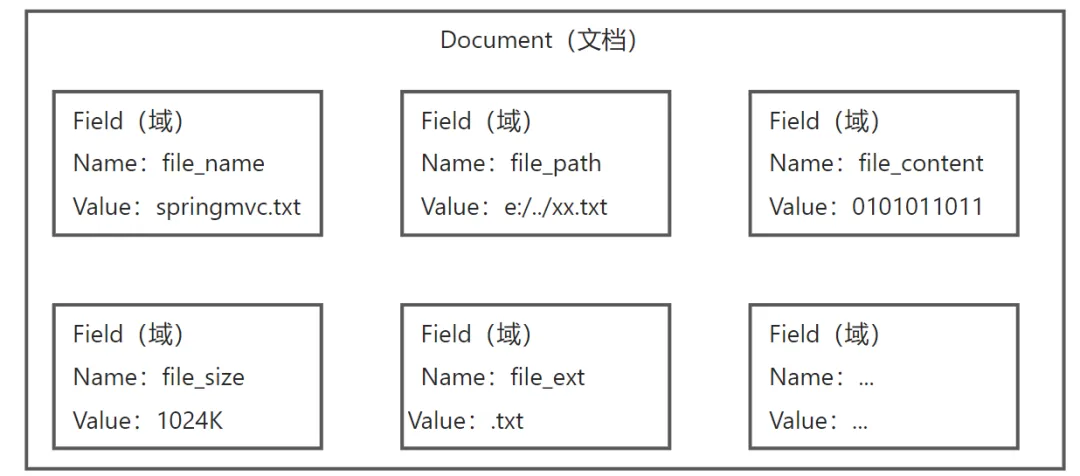 Document（文档）
Field（域）
Name：file_name
Value：springmvc.txt
Field（域）
Name：file_path
Value：e:/../xx.txt
Field（域）
Name：file_content
Value：0101011011
Field（域）
Name：file_size
Value：1024K
Field（域）
Name：file_ext
Value：.txt
Field（域）
Name：...
Value：...